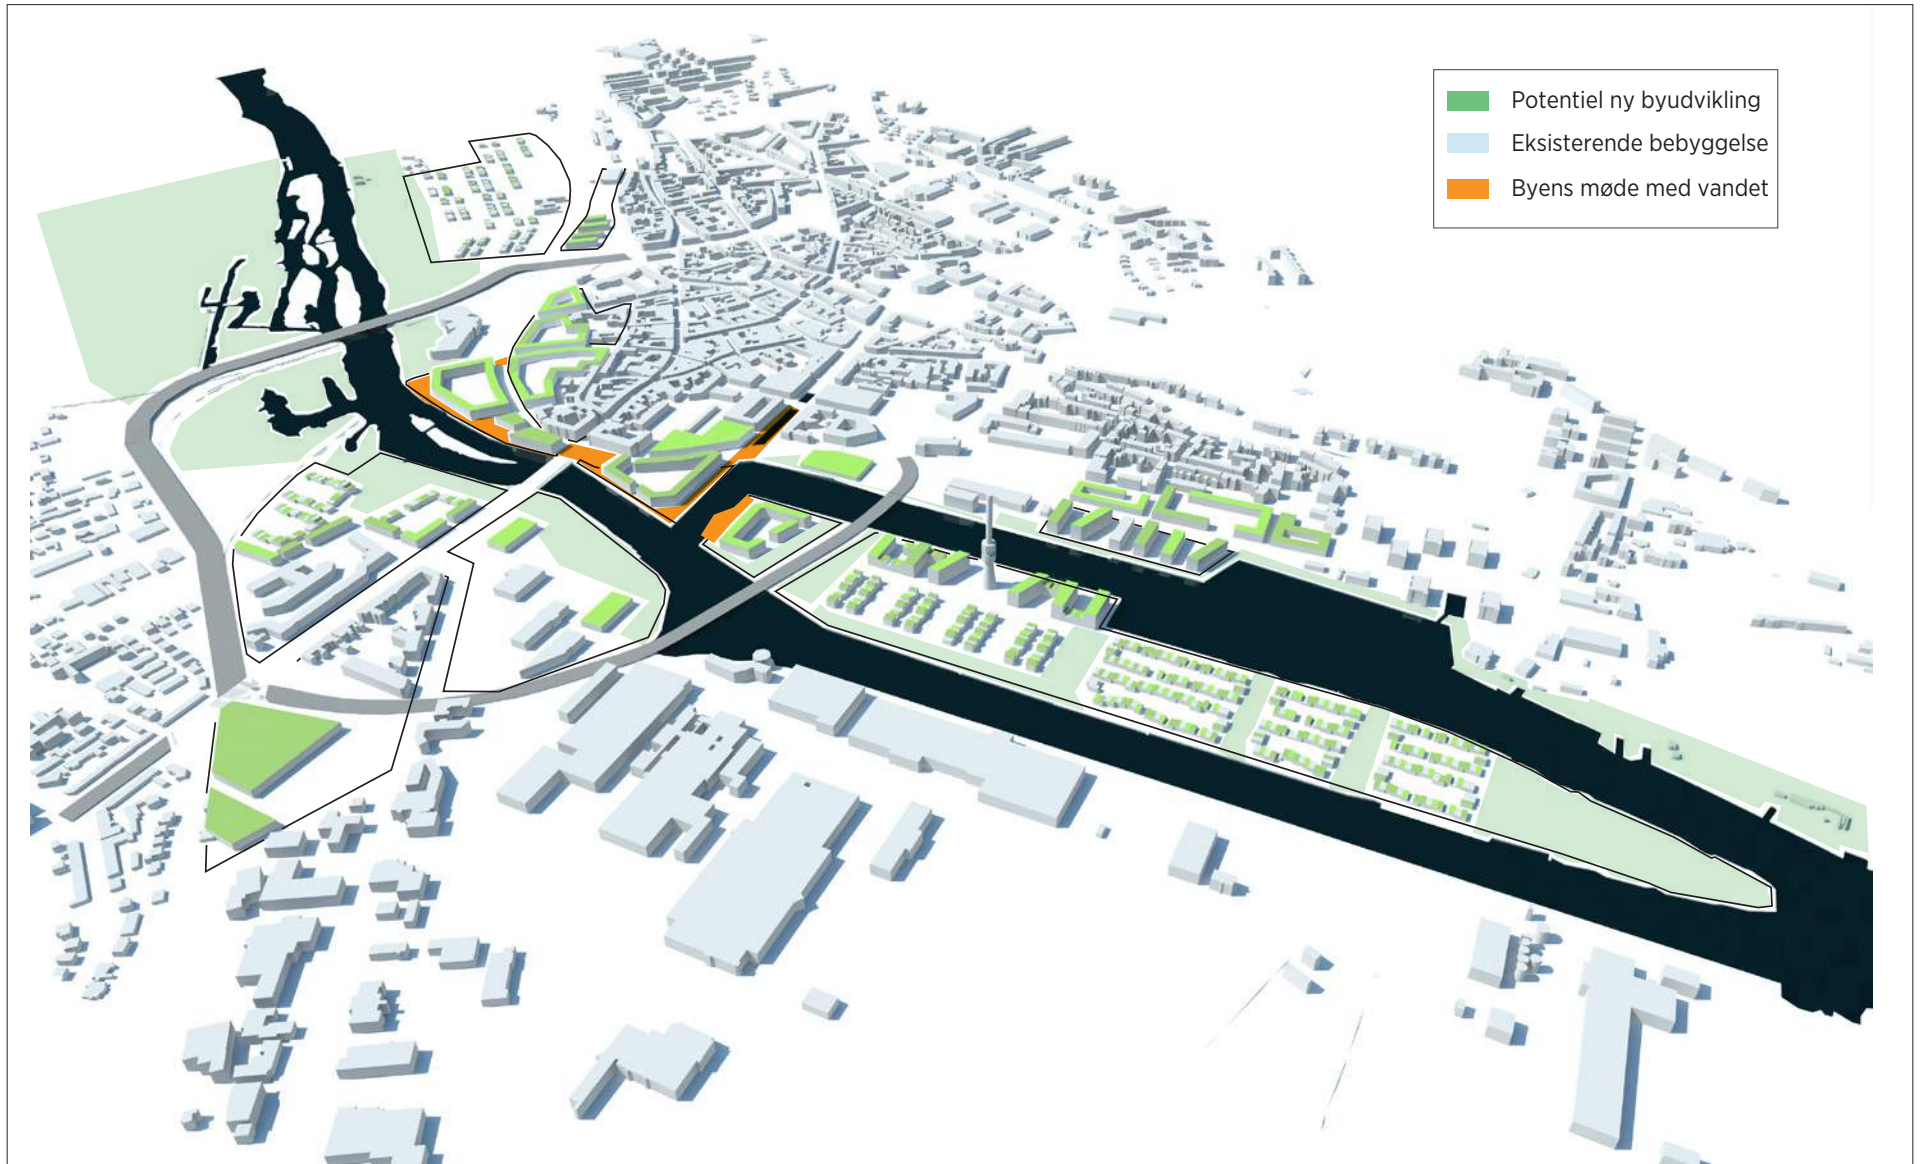 Potentiel ny byudvikling
Eksisterende bebyggelse
Byens møde med vandet